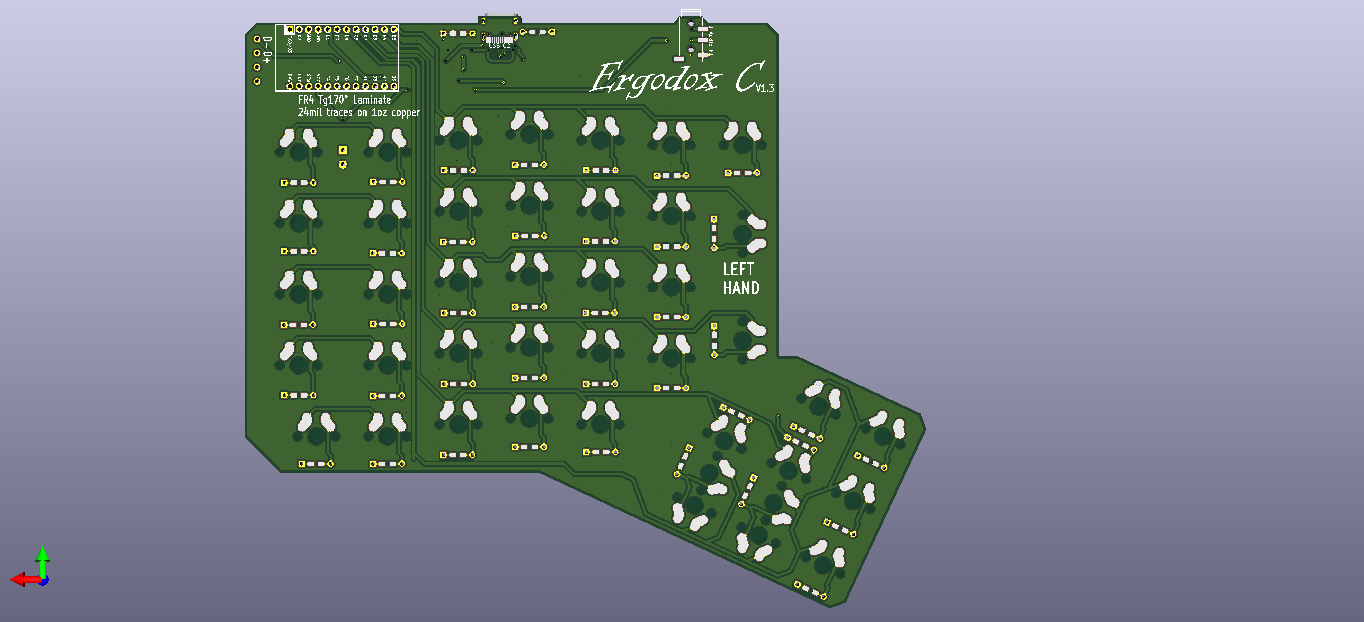 D- D+
Ergodox C
V1.3
FR4 Tg170° Laminate
24mil traces on 1oz copper
LEFT
HAND